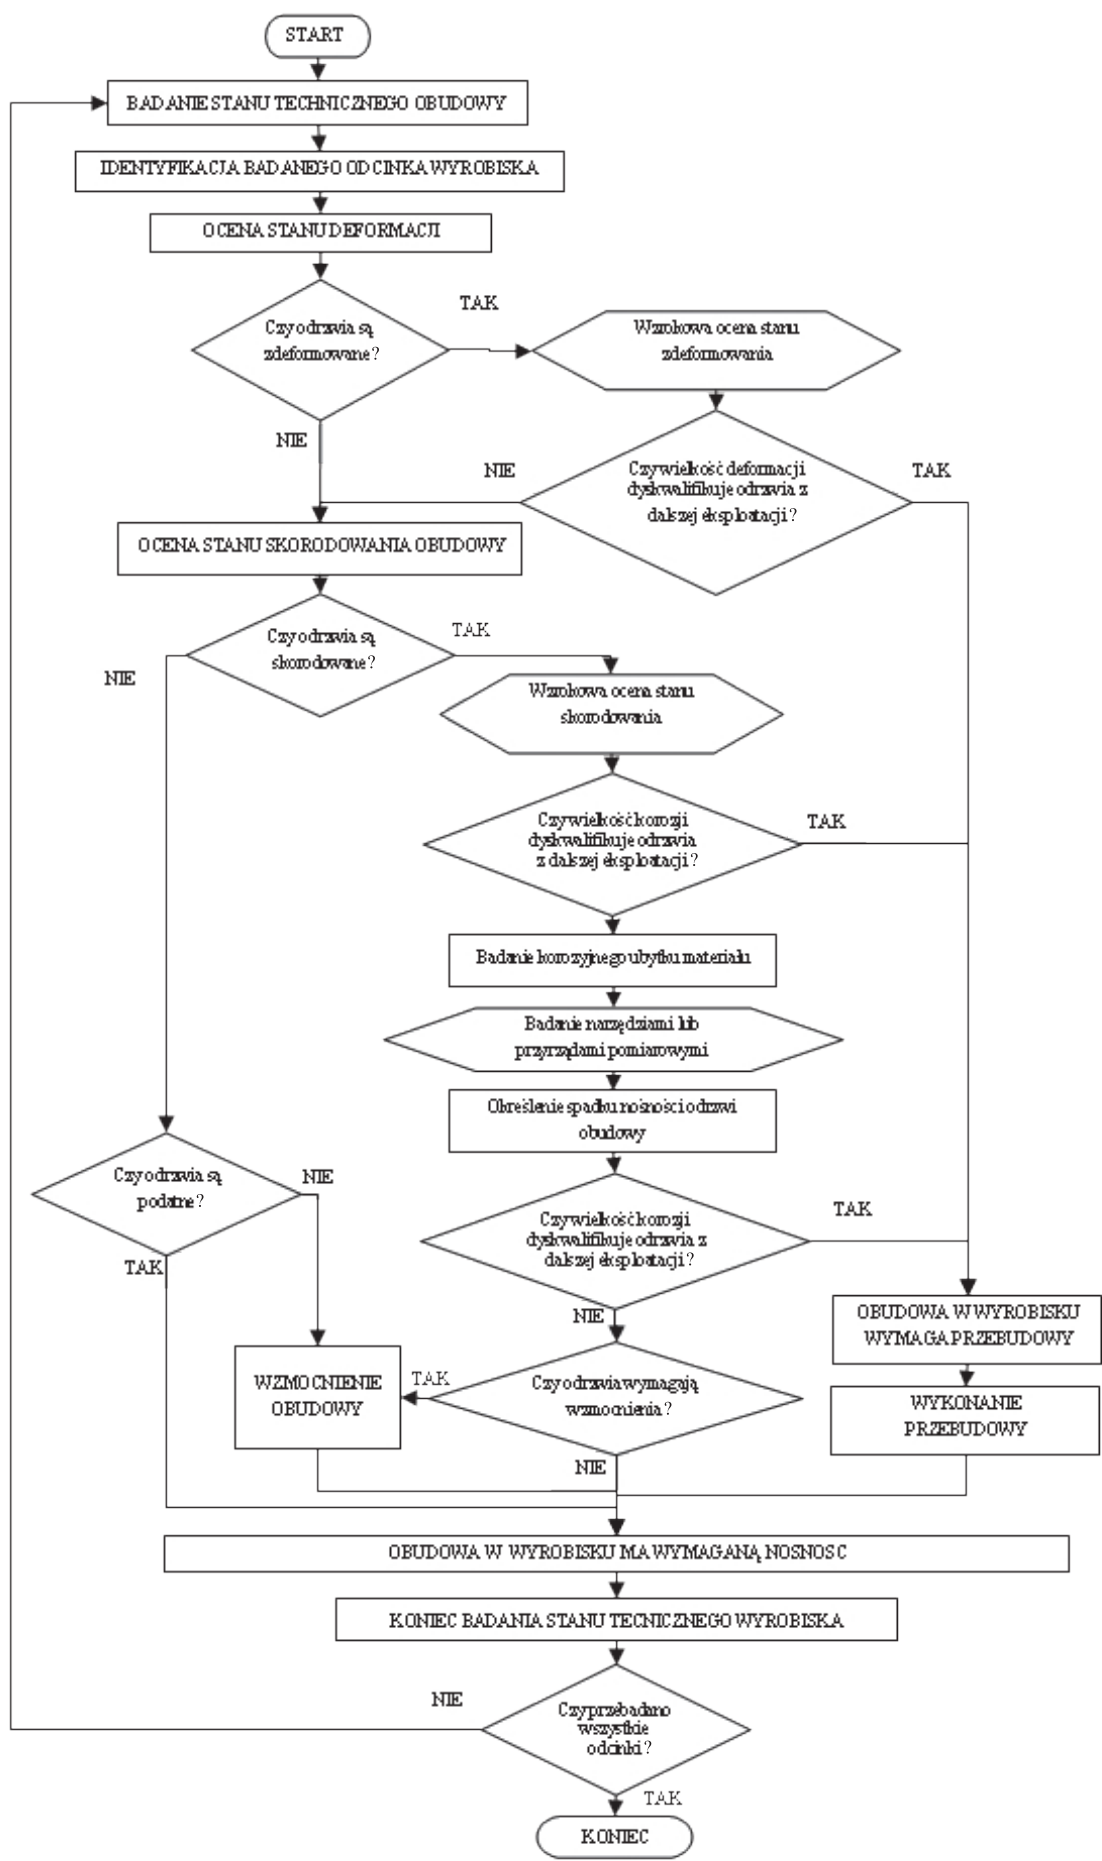 START
BADANIE STANU TECHNICZNEGO OBUDOWY
IDENTYFIKACJA BADANEGO ODCINKA WYROBISKA
OCENA STANU DEFORMACJI
TAK
Czy odrzwia są
zdeformowane?
Wzrokowa ocena stanu
zdeformowania
NIE
NIE
Czy wielkość deformacji
dyskwalifikuje odrzwia z
dalszej eksploatacji?
TAK
OCENA STANU SKORODOWANIA OBUDOWY
Czy odrzwia są
skorodowane?
TAK
NIE
Wzrokowa ocena stanu
skorodowania
Czy wielkość korozji
dyskwalifikuje odrzwia
z dalszej eksploatacji?
TAK
Badanie korozyjnego ubytku materiału
Badanie narzędziami lub
przyrządami pomiarowymi
Określenie spadku nośności odrzwi
obudowy
Czy odrzwia są
podatne?
NIE
TAK
Czy wielkość korozji
dyskwalifikuje odrzwia z
dalszej eksploatacji?
TAK
NIE
OBUDOWA W WYROBISKU
WYMAGA PRZEBUDOWY
WZMOCNIENIE
OBUDOWY
TAK
Czy odrzwia wymagają
wzmocnienia?
NIE
WYKONANIE
PRZEBUDOWY
OBUDOWA W WYROBISKU MA WYMAGANĄ NOSNOSC
KONIEC BADANIA STANU TECNICZNEGO WYROBISKA
NIE
Czy przebadano
wszystkie
odcinki?
TAK
KONIEC